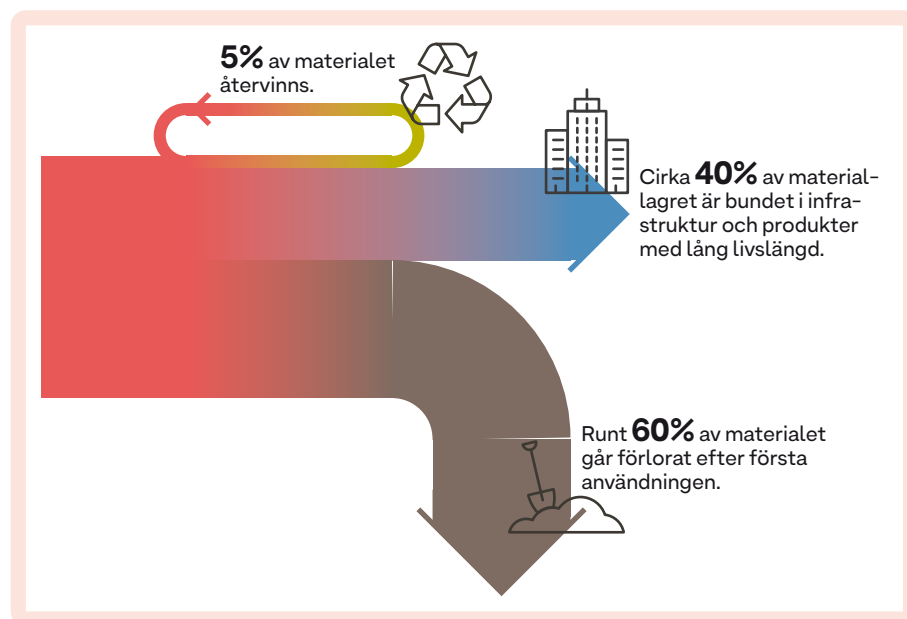 5% av materialet
återvinns.
Cirka 40% av material-
lagret är bundet i infra-
struktur och produkter
med lång livslängd.
Runt 60% av materialet
går förlorat efter första
användningen.